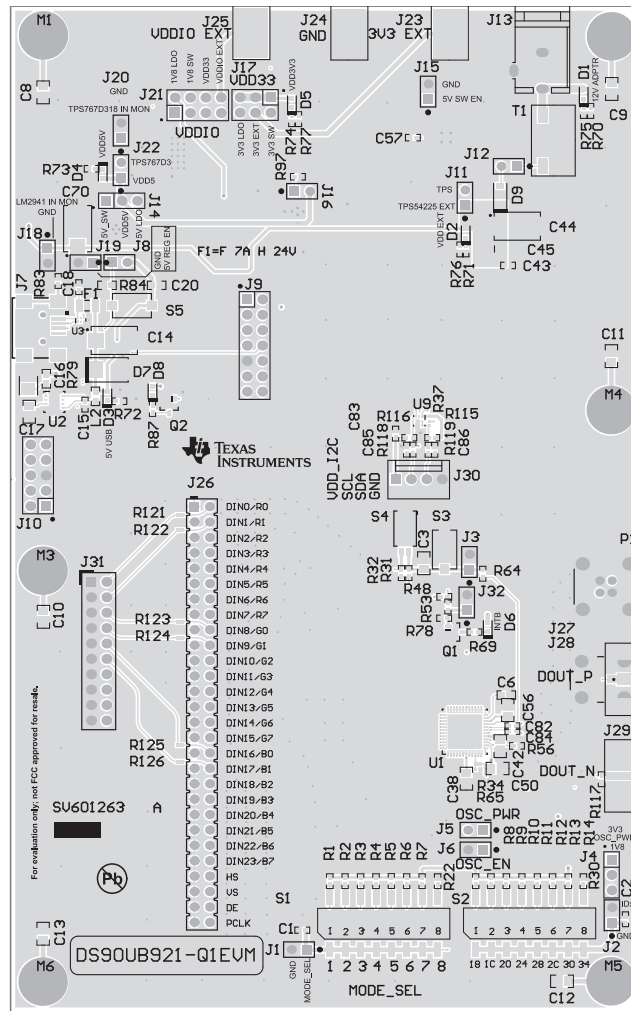 M1
J25
VDDIO EXT
J24
GND
J23
3V3 EXT
J13
C8
J20
GND
TPS767D318 IN MON
J21
1V8 LDO
1V8 SW
VDD33
VDDIO EXT
VDDIO
J17
VDD33
VDD3V3
D5
3V3 LDO
3V3 EXT
3V3 SW
R74
R77
J15
GND
5V SW EN
C57
T1
D1
12V ADPTR
R75
R70
C9
VDD5V
J22
TPS767D3
VDD5
R73
D4
R97
J16
J12
J11
TPS
TPS54225 EXT
D9
LM2941 IN MON
GND
C70
J18
5V_SW
VDD5V
5V LDO
J14
J19
J8
GND
5V REG EN
F1=F 7A H 24V
D2
VDD EXT
C44
C45
C43
R76
R71
R83
C18
J7
F1
R84
C20
S5
U3
C14
J9
C11
M4
C16
R79
D7
D8
C17
U2
C15
L2
D3
5V USB
R72
R87
Q2
J10
TEXAS
INSTRUMENTS
U9
R37
C83
R116
R115
C85
R118
R119
C86
VDD_I2C
SCL
SDA
GND
J30
S4
S3
C3
J3
R32
R31
R48
R64
J32
R53
R78
Q1
R69
INTB
D6
P1
M3
C10
J31
R121
R122
R123
R124
R125
R126
J26
DIN0/R0
DIN1/R1
DIN2/R2
DIN3/R3
DIN4/R4
DIN5/R5
DIN6/R6
DIN7/R7
DIN8/G0
DIN9/G1
DIN10/G2
DIN11/G3
DIN12/G4
DIN13/G5
DIN14/G6
DIN15/G7
DIN16/B0
DIN17/B1
DIN18/B2
DIN19/B3
DIN20/B4
DIN21/B5
DIN22/B6
DIN23/B7
HS
VS
DE
PCLK
J27
J28
DOUT_P
J29
DOUT_N
R117
C6
C56
C82
C84
R56
U1
C38
C42
C50
R34
R65
OSC_PWR
J5
J6
OSC_EN
R8
R9
R10
R11
R12
R13
R14
3V3
OSC_PWR
1V8
J4
R30
C2
GND
J2
For evaluation only; not FCC approved for resale.
SV601263 A
Pb
C13
M6
DS90UB921-Q1EVM
C1
J1
GND
MODE_SEL
S1
R1
R2
R3
R4
R5
R6
R7
R22
1 2 3 4 5 6 7 8
1 2 3 4 5 6 7 8
MODE_SEL
S2
1 2 3 4 5 6 7 8
18 1C 20 24 28 2C 30 34
C12
M5